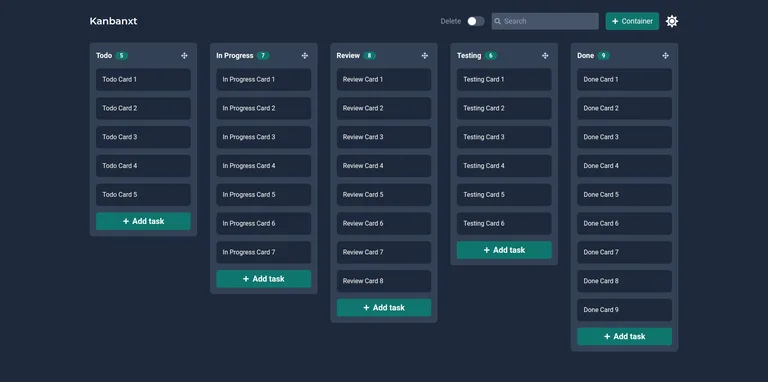 Kanbanxt
Delete
Search
+ Container
Todo 5
Todo Card 1
Todo Card 2
Todo Card 3
Todo Card 4
Todo Card 5
+ Add task
In Progress 7
In Progress Card 1
In Progress Card 2
In Progress Card 3
In Progress Card 4
In Progress Card 5
In Progress Card 6
In Progress Card 7
+ Add task
Review 8
Review Card 1
Review Card 2
Review Card 3
Review Card 4
Review Card 5
Review Card 6
Review Card 7
Review Card 8
+ Add task
Testing 6
Testing Card 1
Testing Card 2
Testing Card 3
Testing Card 4
Testing Card 5
Testing Card 6
+ Add task
Done 9
Done Card 1
Done Card 2
Done Card 3
Done Card 4
Done Card 5
Done Card 6
Done Card 7
Done Card 8
Done Card 9
+ Add task